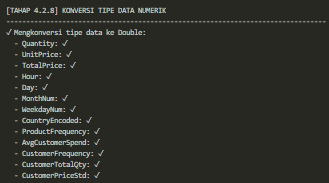 [TAHAP 4.2.8] KONVERSI TIPE DATA NUMERIK
--------------------------------------------------------------------------------
✓ Mengkonversi tipe data ke Double:
- Quantity: ✓
- UnitPrice: ✓
- TotalPrice: ✓
- Hour: ✓
- Day: ✓
- MonthNum: ✓
- WeekdayNum: ✓
- CountryEncoded: ✓
- ProductFrequency: ✓
- AvgCustomerSpend: ✓
- CustomerFrequency: ✓
- CustomerTotalQty: ✓
- CustomerPriceStd: ✓